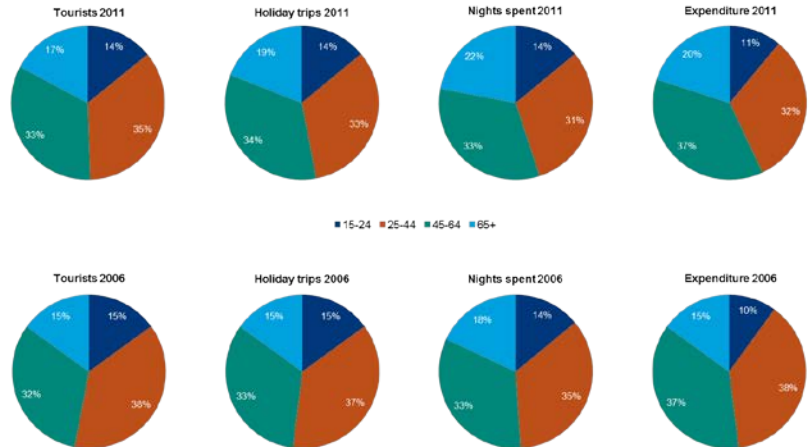 Tourists 2011 Holiday trips 2011 Nights spent 2011 Expenditure 2011
17% 14% 19% 14% 22% 14% 20% 11%
33% 35% 34% 33% 33% 31% 37% 32%
15-24 25-44 45-64 65+
Tourists 2006 Holiday trips 2006 Nights spent 2006 Expenditure 2006
15% 15% 15% 15% 18% 14% 15% 10%
32% 38% 33% 37% 33% 35% 37% 38%